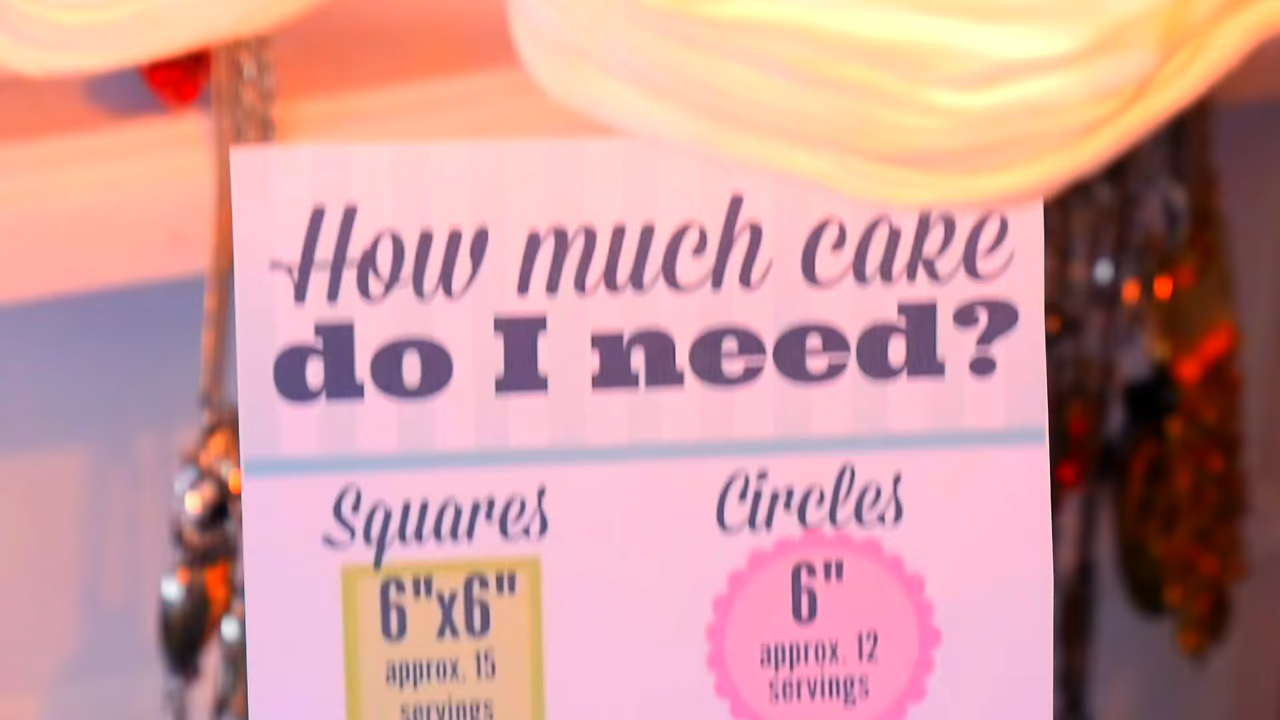 How much cake
do I need?
Squares
Circles
6"x6"
approx. 15
servings
6"
approx. 12
servings